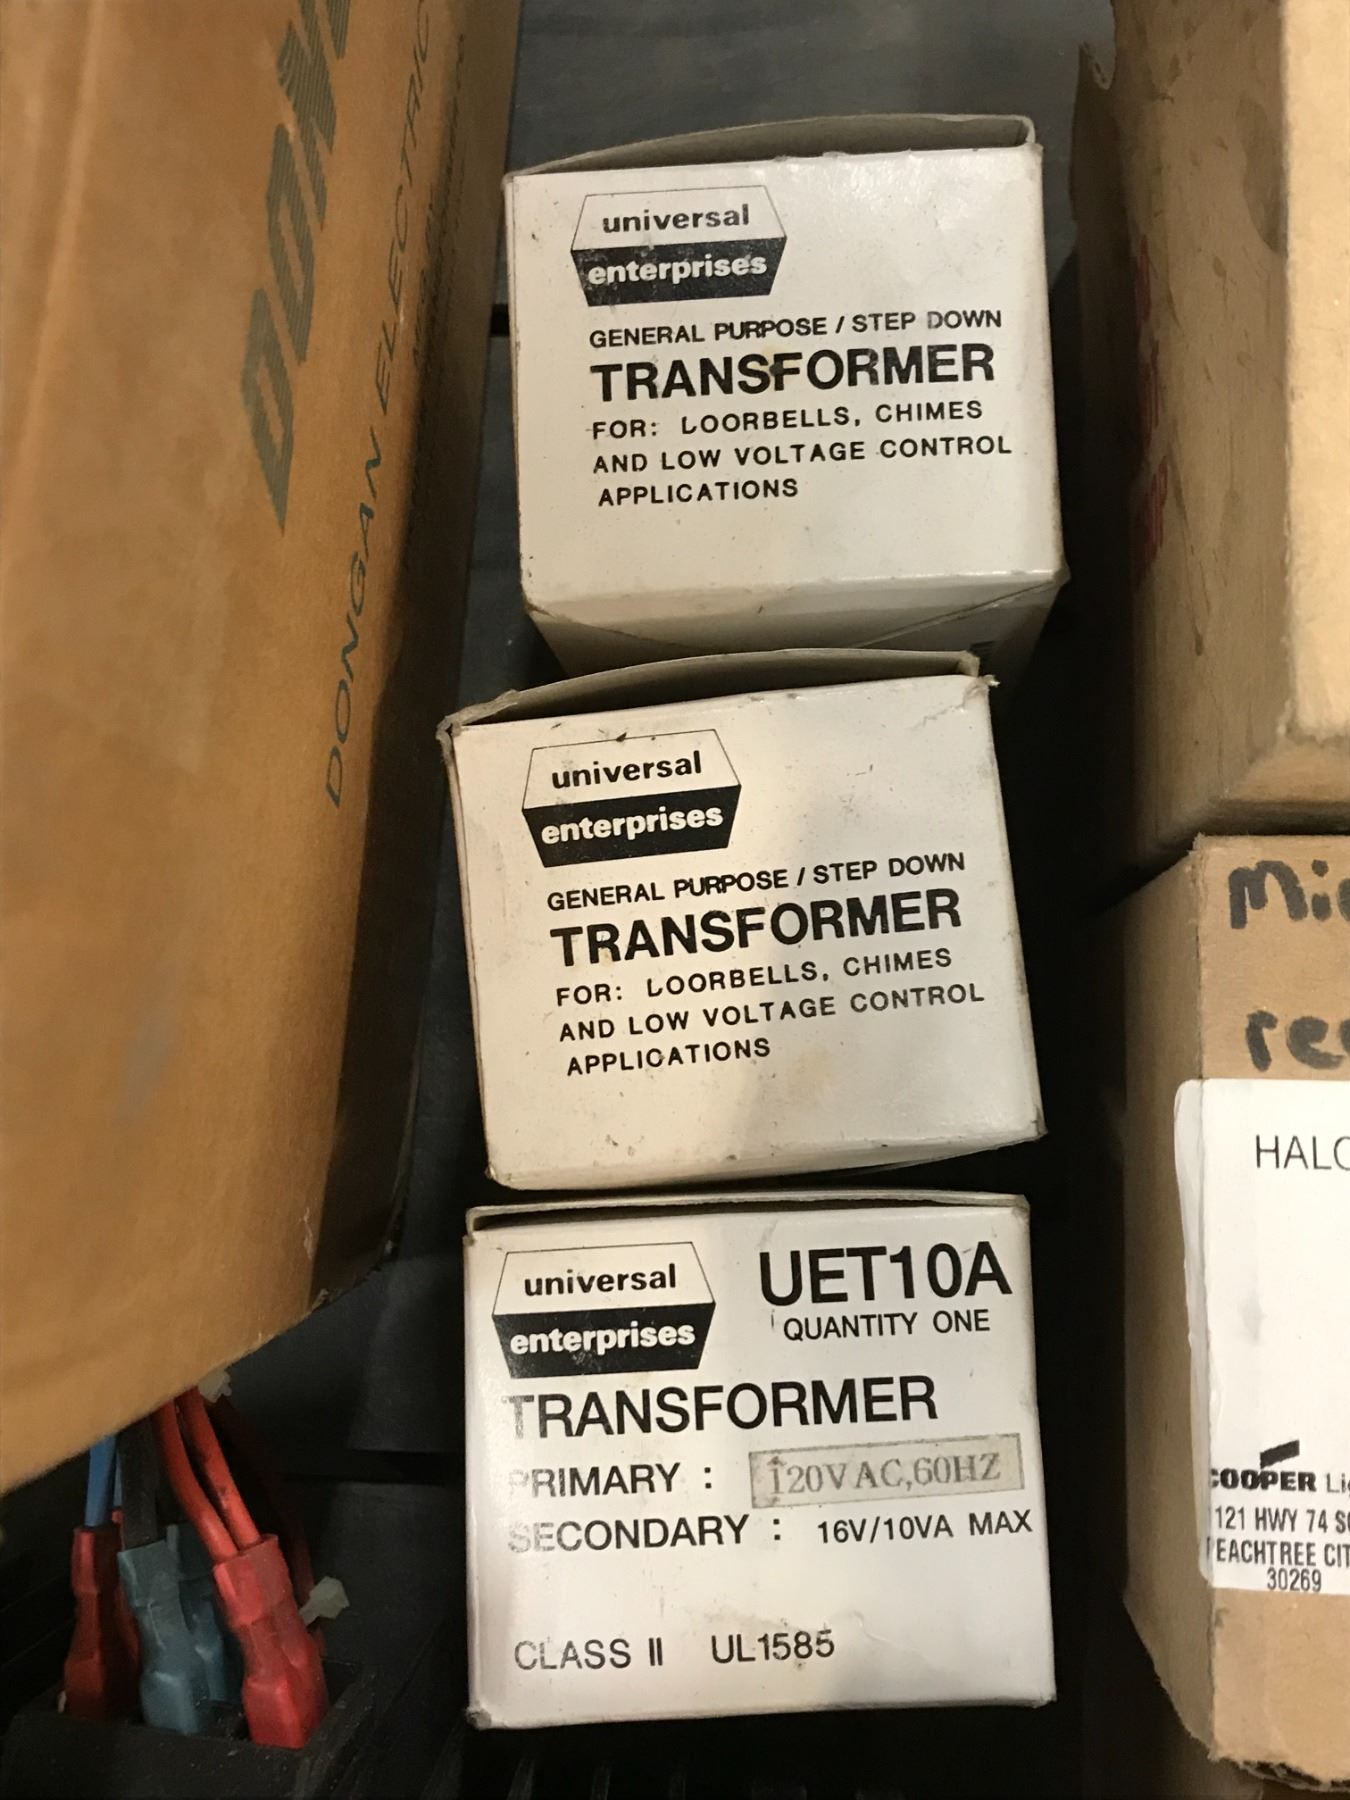 DONGAN ELECTRIC
universal
enterprises
GENERAL PURPOSE / STEP DOWN
TRANSFORMER
FOR: LOORBELLS, CHIMES
AND LOW VOLTAGE CONTROL
APPLICATIONS
universal
enterprises
GENERAL PURPOSE / STEP DOWN
TRANSFORMER
FOR: LOORBELLS, CHIMES
AND LOW VOLTAGE CONTROL
APPLICATIONS
universal
enterprises
UET10A
QUANTITY ONE
TRANSFORMER
PRIMARY : 120VAC,60HZ
SECONDARY : 16V/10VA MAX
CLASS II UL1585
HALO
COOPER
121 HWY 74
PEACHTREE
30269